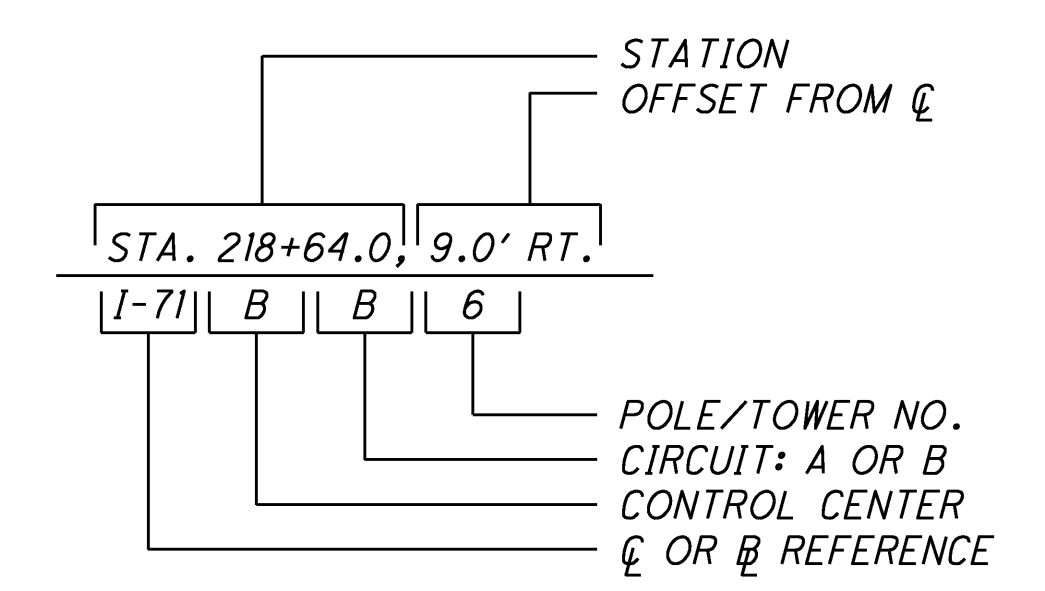 STATION
OFFSET FROM ℄
STA. 218+64.0, 9.0' RT.
I-71 B B 6
POLE/TOWER NO.
CIRCUIT: A OR B
CONTROL CENTER
℄ OR BL REFERENCE